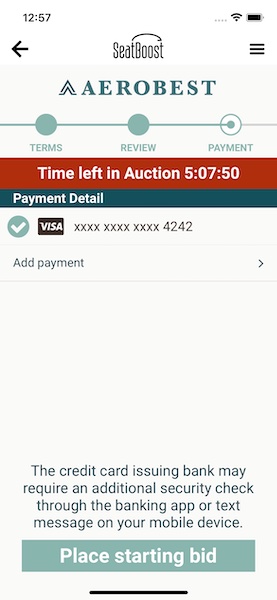 12:57
SeatBoost
AEROBEST
TERMS REVIEW PAYMENT
Time left in Auction 5:07:50
Payment Detail
VISA xxxx xxxx xxxx 4242
Add payment
The credit card issuing bank may
require an additional security check
through the banking app or text
message on your mobile device.
Place starting bid